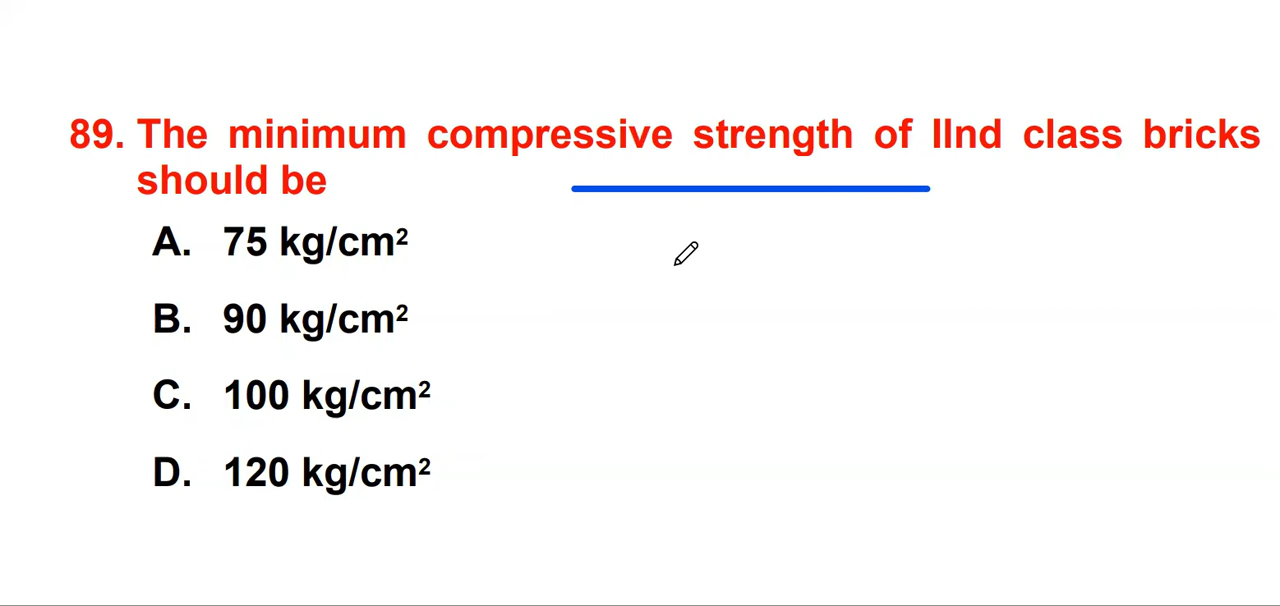 89. The minimum compressive strength of IInd class bricks
should be
A. 75 kg/cm²
B. 90 kg/cm²
C. 100 kg/cm²
D. 120 kg/cm²